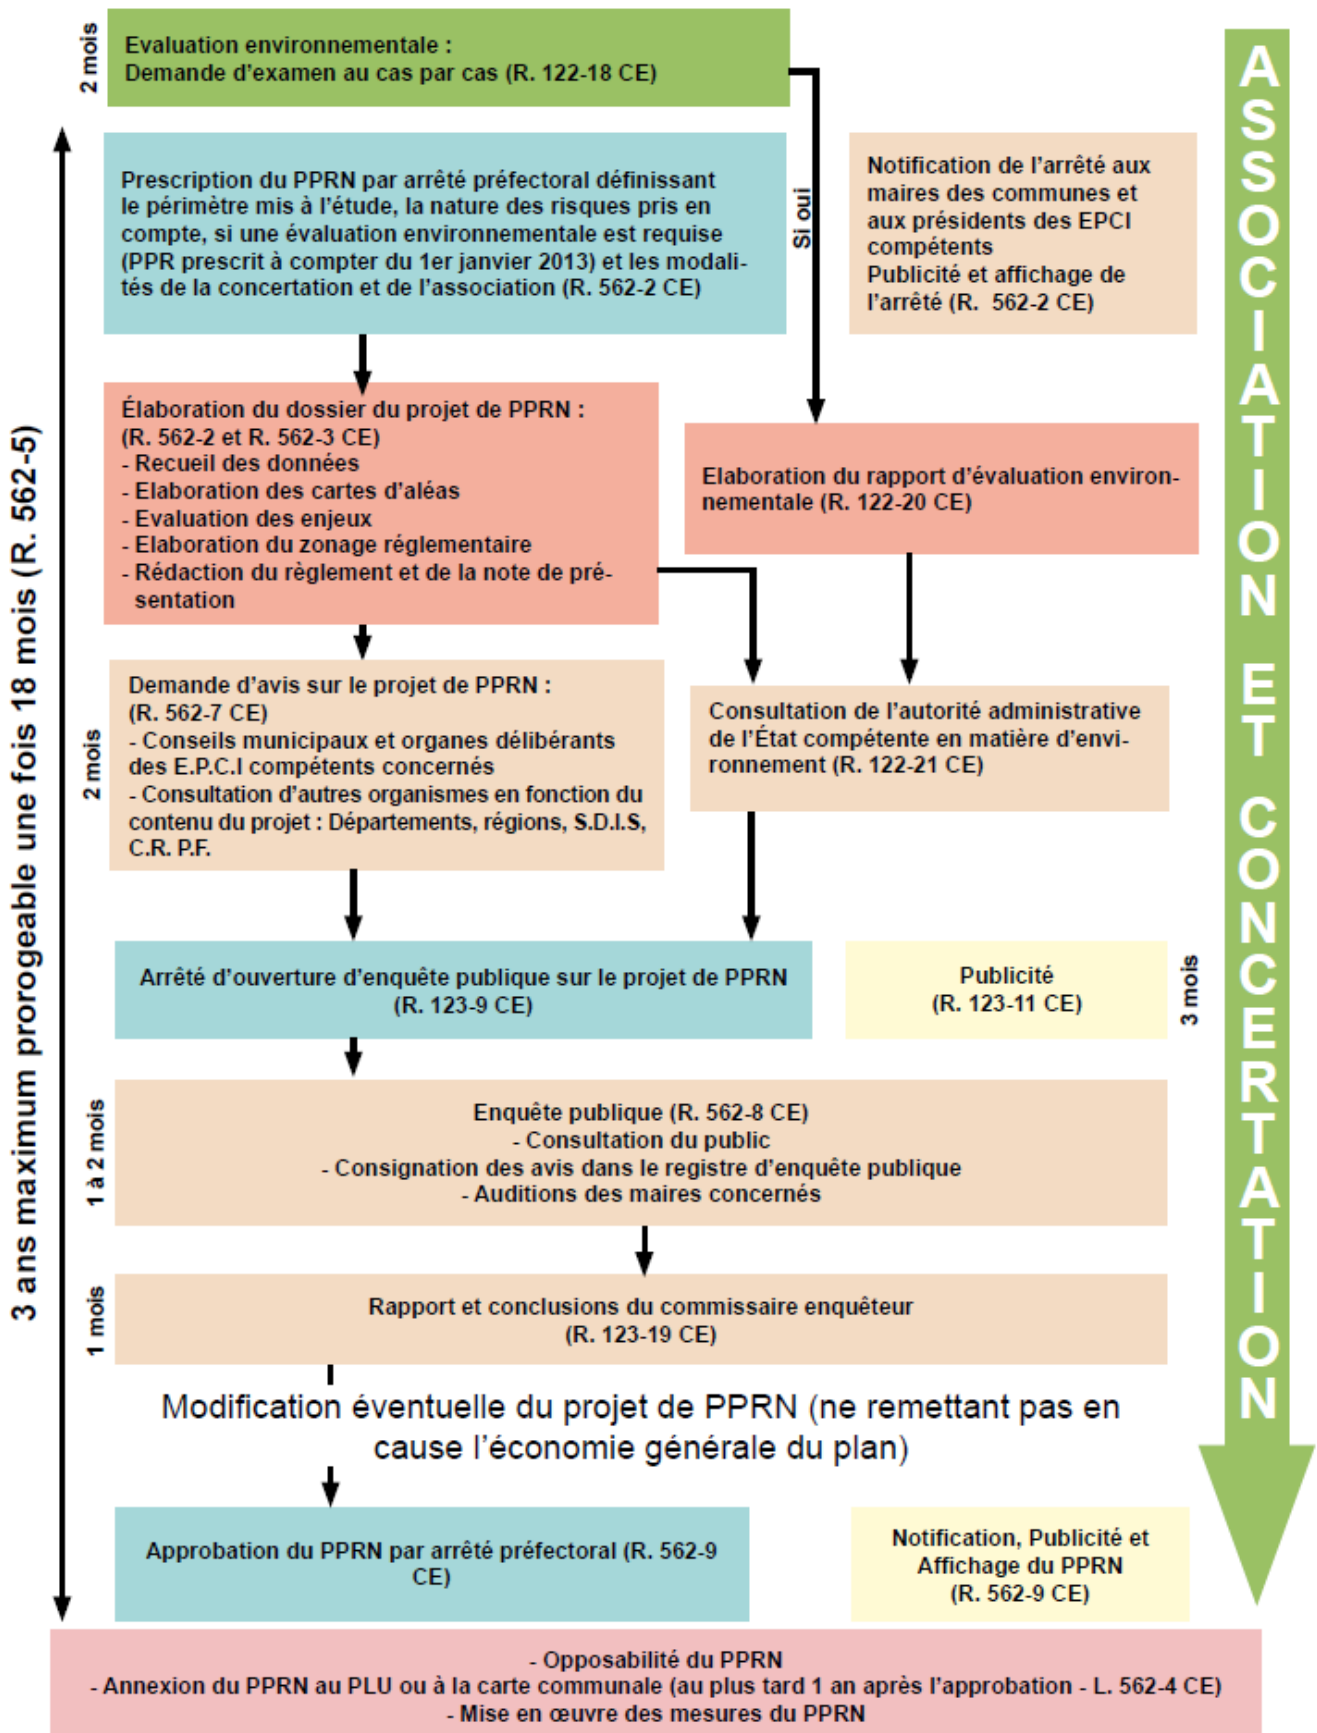 2 mois
Evaluation environnementale :
Demande d'examen au cas par cas (R. 122-18 CE)
3 ans maximum prorogeable une fois 18 mois (R. 562-5)
Prescription du PPRN par arrêté préfectoral définissant
le périmètre mis à l'étude, la nature des risques pris en
compte, si une évaluation environnementale est requise
(PPR prescrit à compter du 1er janvier 2013) et les modali-
tés de la concertation et de l'association (R. 562-2 CE)
Si oui
Notification de l'arrêté aux
maires des communes et
aux présidents des EPCI
compétents
Publicité et affichage de
l'arrêté (R. 562-2 CE)
Élaboration du dossier du projet de PPRN :
(R. 562-2 et R. 562-3 CE)
- Recueil des données
- Elaboration des cartes d'aléas
- Evaluation des enjeux
- Elaboration du zonage réglementaire
- Rédaction du règlement et de la note de pré-
sentation
Elaboration du rapport d'évaluation environ-
nementale (R. 122-20 CE)
2 mois
Demande d'avis sur le projet de PPRN :
(R. 562-7 CE)
- Conseils municipaux et organes délibérants
des E.P.C.I compétents concernés
- Consultation d'autres organismes en fonction du
contenu du projet : Départements, régions, S.D.I.S,
C.R. P.F.
Consultation de l'autorité administrative
de l'État compétente en matière d'envi-
ronnement (R. 122-21 CE)
Arrêté d'ouverture d'enquête publique sur le projet de PPRN
(R. 123-9 CE)
Publicité
(R. 123-11 CE)
3 mois
1 à 2 mois
Enquête publique (R. 562-8 CE)
- Consultation du public
- Consignation des avis dans le registre d'enquête publique
- Auditions des maires concernés
1 mois
Rapport et conclusions du commissaire enquêteur
(R. 123-19 CE)
Modification éventuelle du projet de PPRN (ne remettant pas en
cause l'économie générale du plan)
Approbation du PPRN par arrêté préfectoral (R. 562-9
CE)
Notification, Publicité et
Affichage du PPRN
(R. 562-9 CE)
- Opposabilité du PPRN
- Annexion du PPRN au PLU ou à la carte communale (au plus tard 1 an après l'approbation - L. 562-4 CE)
- Mise en œuvre des mesures du PPRN
ASSOCIATION ET CONCERTATION